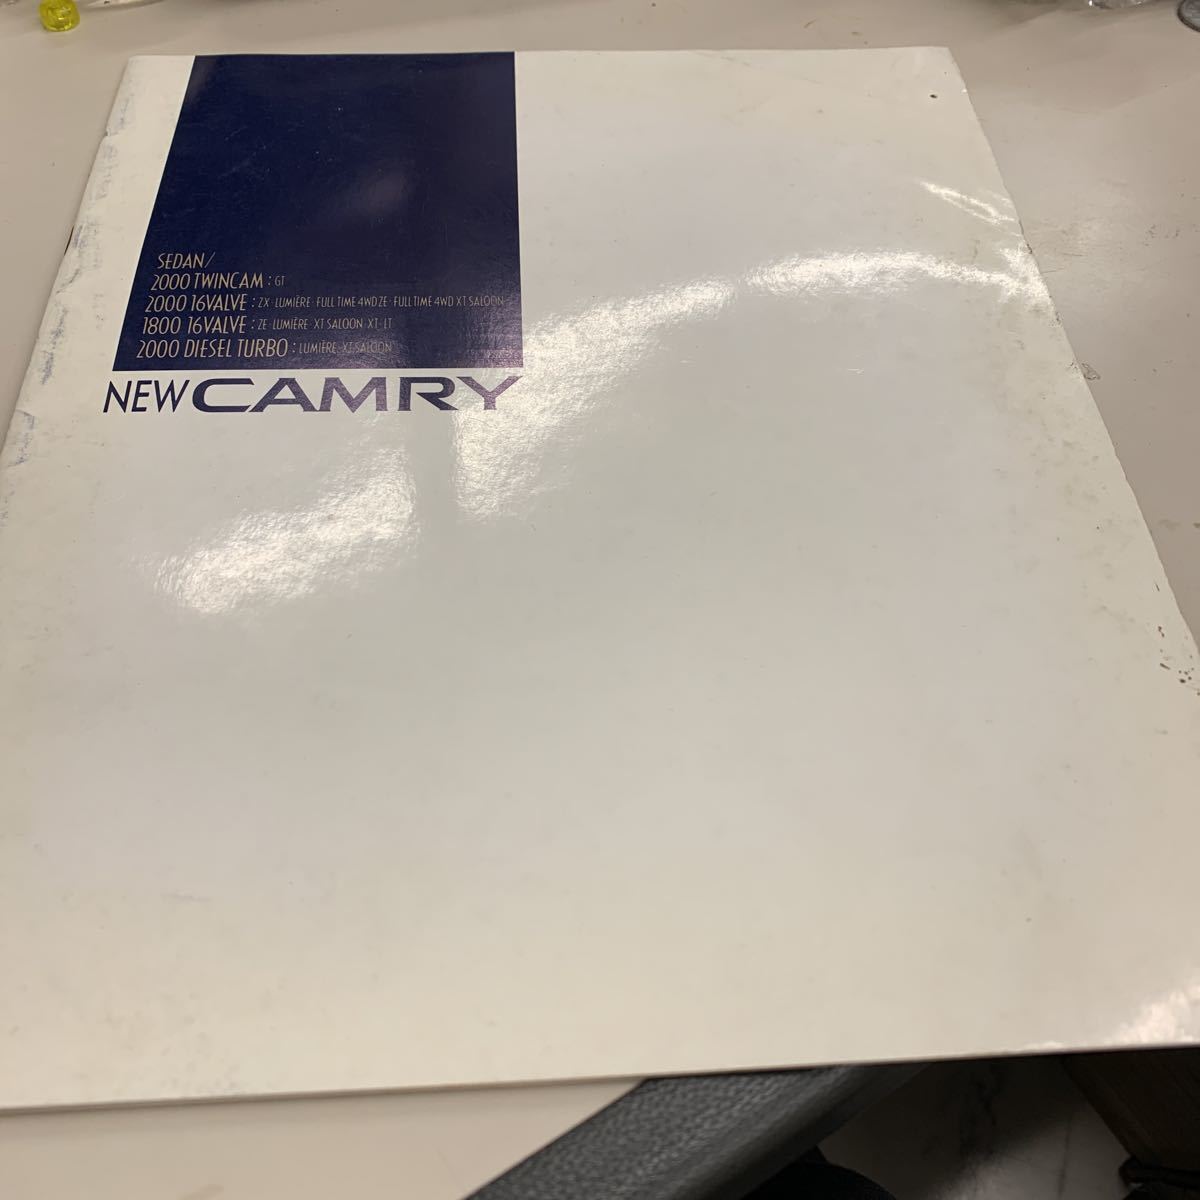 SEDAN/
2000 TWINCAM : GT
2000 16VALVE : ZX·LUMIÈRE·FULL TIME 4WD ZE·FULL TIME 4WD XT SALOON
1800 16VALVE : ZE·LUMIÈRE·XT SALOON·XT·LT
2000 DIESEL TURBO : LUMIÈRE·XT SALOON
NEW CAMRY